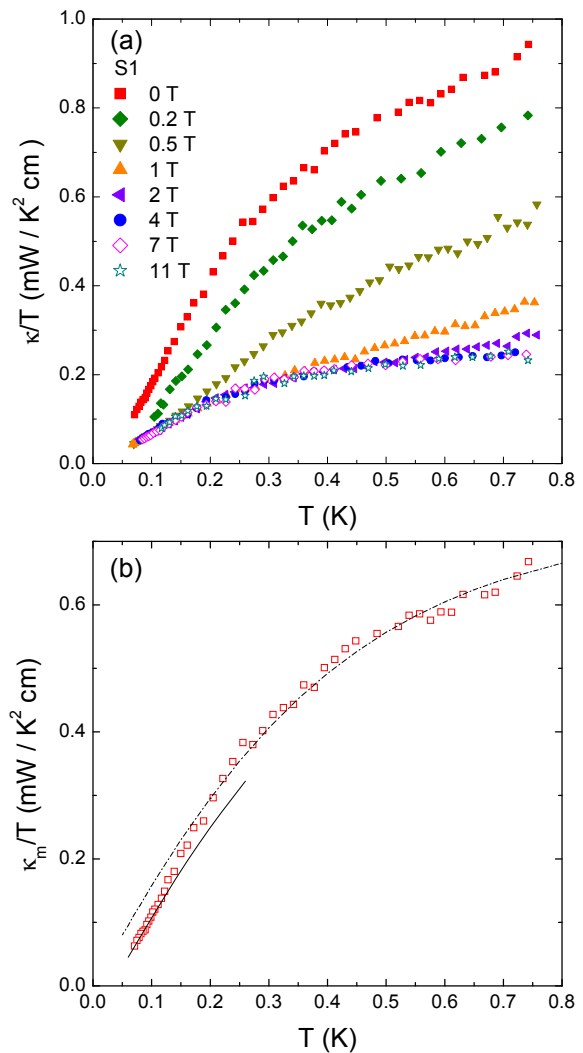 (a)
S1
0 T
0.2 T
0.5 T
1 T
2 T
4 T
7 T
11 T
1.0
0.8
0.6
0.4
0.2
0.0
κ/T (mW / K² cm)
0.0 0.1 0.2 0.3 0.4 0.5 0.6 0.7 0.8
T (K)
(b)
0.6
0.4
0.2
0.0
κₘ/T (mW / K² cm)
0.0 0.1 0.2 0.3 0.4 0.5 0.6 0.7 0.8
T (K)